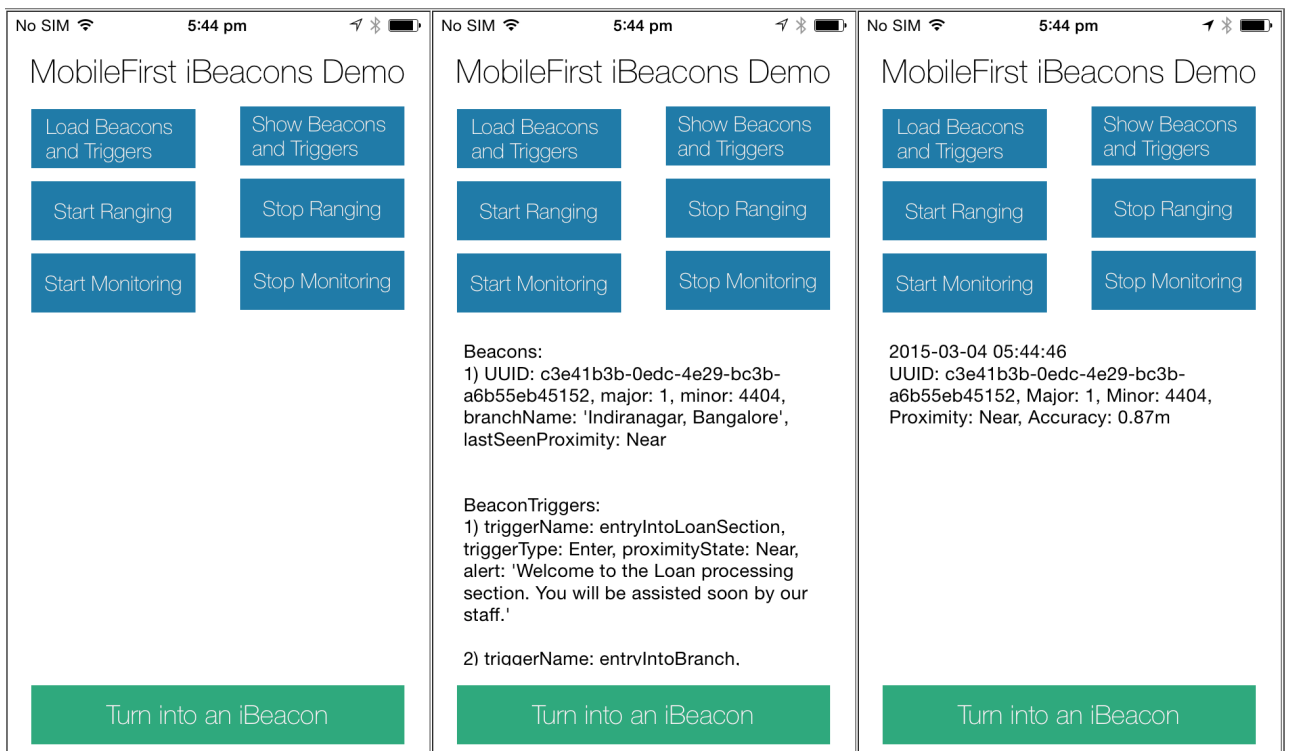 No SIM 5:44 pm
MobileFirst iBeacons Demo
Load Beacons and Triggers
Show Beacons and Triggers
Start Ranging
Stop Ranging
Start Monitoring
Stop Monitoring
Turn into an iBeacon
No SIM 5:44 pm
MobileFirst iBeacons Demo
Load Beacons and Triggers
Show Beacons and Triggers
Start Ranging
Stop Ranging
Start Monitoring
Stop Monitoring
Beacons:
1) UUID: c3e41b3b-0edc-4e29-bc3b-
a6b55eb45152, major: 1, minor: 4404,
branchName: 'Indiranagar, Bangalore',
lastSeenProximity: Near
BeaconTriggers:
1) triggerName: entryIntoLoanSection,
triggerType: Enter, proximityState: Near,
alert: 'Welcome to the Loan processing
section. You will be assisted soon by our
staff.'
2) triggerName: entryIntoBranch,
Turn into an iBeacon
No SIM 5:44 pm
MobileFirst iBeacons Demo
Load Beacons and Triggers
Show Beacons and Triggers
Start Ranging
Stop Ranging
Start Monitoring
Stop Monitoring
2015-03-04 05:44:46
UUID: c3e41b3b-0edc-4e29-bc3b-
a6b55eb45152, Major: 1, Minor: 4404,
Proximity: Near, Accuracy: 0.87m
Turn into an iBeacon